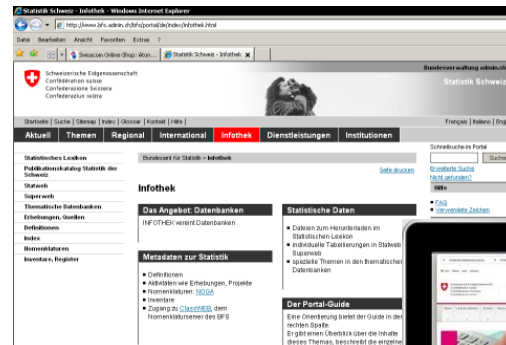 Statistik Schweiz - Infothek - Windows Internet Explorer
http://www.bfs.admin.ch/bfs/portal/de/index/infothek.html
Datei Bearbeiten Ansicht Favoriten Extras ?
Swisscom Online-Shop: Aton... Statistik Schweiz - Infothek
Bundesverwaltung admin.ch
Schweizerische Eidgenossenschaft
Confédération suisse
Confederazione Svizzera
Confederaziun svizra
Statistik Schweiz
Startseite | Suche | Sitemap | Index | Glossar | Kontakt | Hilfe |
Français | Italiano | Engl
Aktuell Themen Regional International Infothek Dienstleistungen Institutionen
Schnellsuche im Portal
Suche
Erweiterte Suche
Nicht gefunden?
Hilfe
FAQ
Verwendete Zeichen
Statistisches Lexikon
Publikationskatalog Statistik der
Schweiz
Statweb
Superweb
Thematische Datenbanken
Erhebungen, Quellen
Definitionen
Index
Nomenklaturen
Inventare, Register
Bundesamt für Statistik > Infothek
Seite drucken
Infothek
Das Angebot: Datenbanken
INFOTHEK vereint Datenbanken
Metadaten zur Statistik
Definitionen
Aktivitäten wie Erhebungen, Projekte
Nomenklaturen: NOGA
Inventare
Zugang zu ClassWEB, dem
Nomenklaturserver des BFS
Statistische Daten
Dateien zum Herunterladen im
Statistischen Lexikon
individuelle Tabellierungen in Statweb
Superweb
spezielle Themen in den thematischen
Datenbanken
Der Portal-Guide
Eine Orientierung bietet der Guide in der
rechten Spalte.
Er gibt einen Überblick über die Inhalte
dieses Themas, beschreibt die einzelne